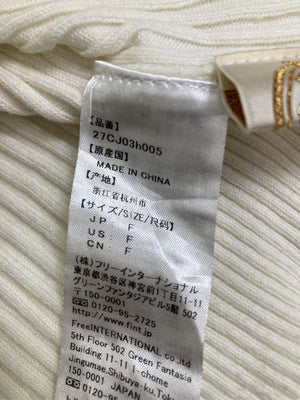 【品番】
27CJ03h005
【原産国】
MADE IN CHINA
【产地】
浙江省杭州市
【サイズ/SIZE/尺码】
JP: F
US: F
CN: F
(株)フリーインターナショナル
東京都渋谷区神宮前1丁目11-11
グリーンファンタジアビル5階 502
〒150-0001
0120-95-2725
http://www.fint.jp
FreeINTERNATIONAL co.ltd
5th Floor 502 Green Fantasia
Building 11-11-1
Jingumae,Shibuya-ku,Tokyo
150-0001 JAPAN